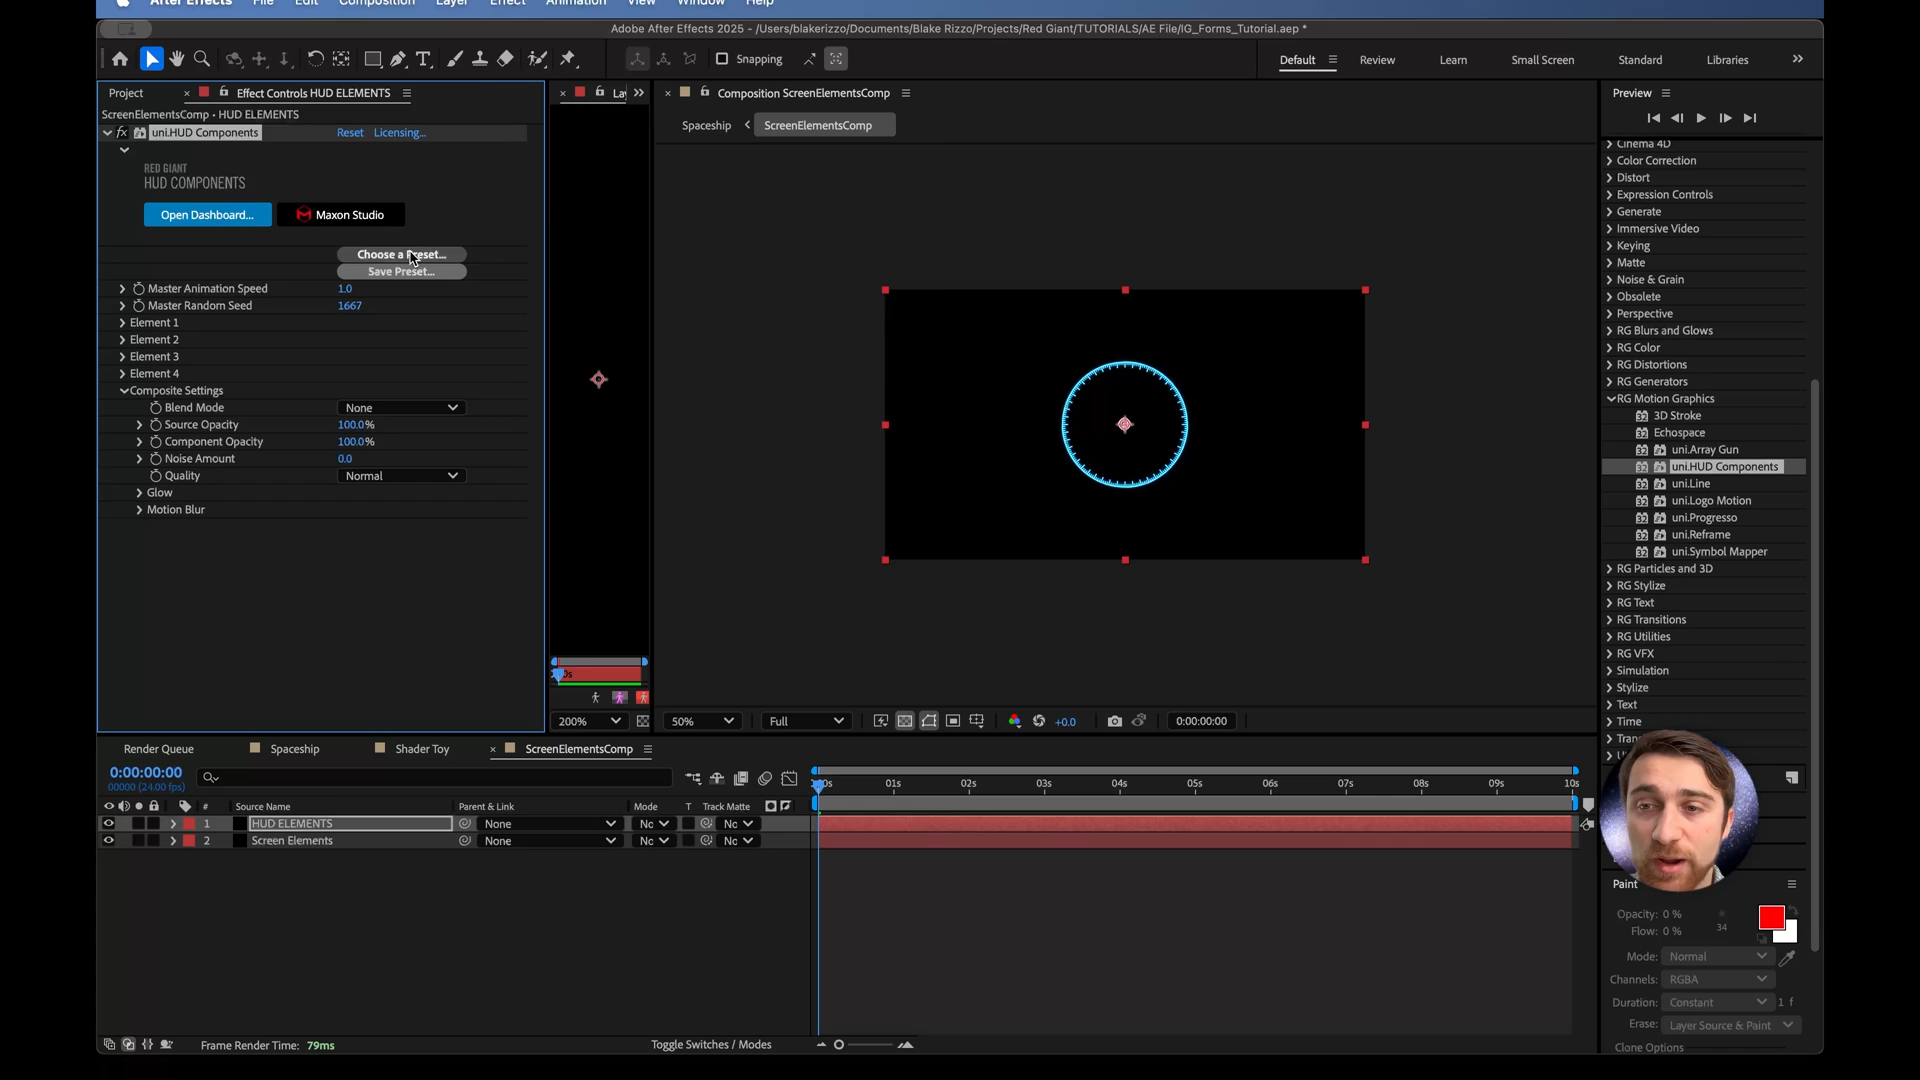 After Effects File Edit Composition Layer Effect Animation View Window Help
Adobe After Effects 2025 - /Users/blakerizzo/Documents/Blake Rizzo/Projects/Red Giant/TUTORIALS/AE File/IG_Forms_Tutorial.aep *
Snapping
Default Review Learn Small Screen Standard Libraries
Project Effect Controls HUD ELEMENTS
ScreenElementsComp • HUD ELEMENTS
fx uni.HUD Components Reset Licensing...
RED GIANT
HUD COMPONENTS
Open Dashboard... Maxon Studio
Choose a Preset...
Save Preset...
Master Animation Speed 1.0
Master Random Seed 1667
Element 1
Element 2
Element 3
Element 4
Composite Settings
Blend Mode None
Source Opacity 100.0%
Component Opacity 100.0%
Noise Amount 0.0
Quality Normal
Glow
Motion Blur
200%
Composition ScreenElementsComp
Spaceship ScreenElementsComp
50% Full +0.0 0:00:00:00
Preview
Cinema 4D
Color Correction
Distort
Expression Controls
Generate
Immersive Video
Keying
Matte
Noise & Grain
Obsolete
Perspective
RG Blurs and Glows
RG Color
RG Distortions
RG Generators
RG Motion Graphics
3D Stroke
Echospace
uni.Array Gun
uni.HUD Components
uni.Line
uni.Logo Motion
uni.Progresso
uni.Reframe
uni.Symbol Mapper
RG Particles and 3D
RG Stylize
RG Text
RG Transitions
RG Utilities
RG VFX
Simulation
Stylize
Text
Time
Render Queue Spaceship Shader Toy ScreenElementsComp
0:00:00:00
00000 (24.00 fps)
01s 02s 03s 04s 05s 06s 07s 08s 09s 10s
# Source Name Parent & Link Mode T Track Matte
1 HUD ELEMENTS None
2 Screen Elements None
Frame Render Time: 79ms Toggle Switches / Modes
Paint
Opacity: 0 %
Flow: 0 % 34
Mode: Normal
Channels: RGBA
Duration: Constant 1 f
Erase: Layer Source & Paint
Clone Options